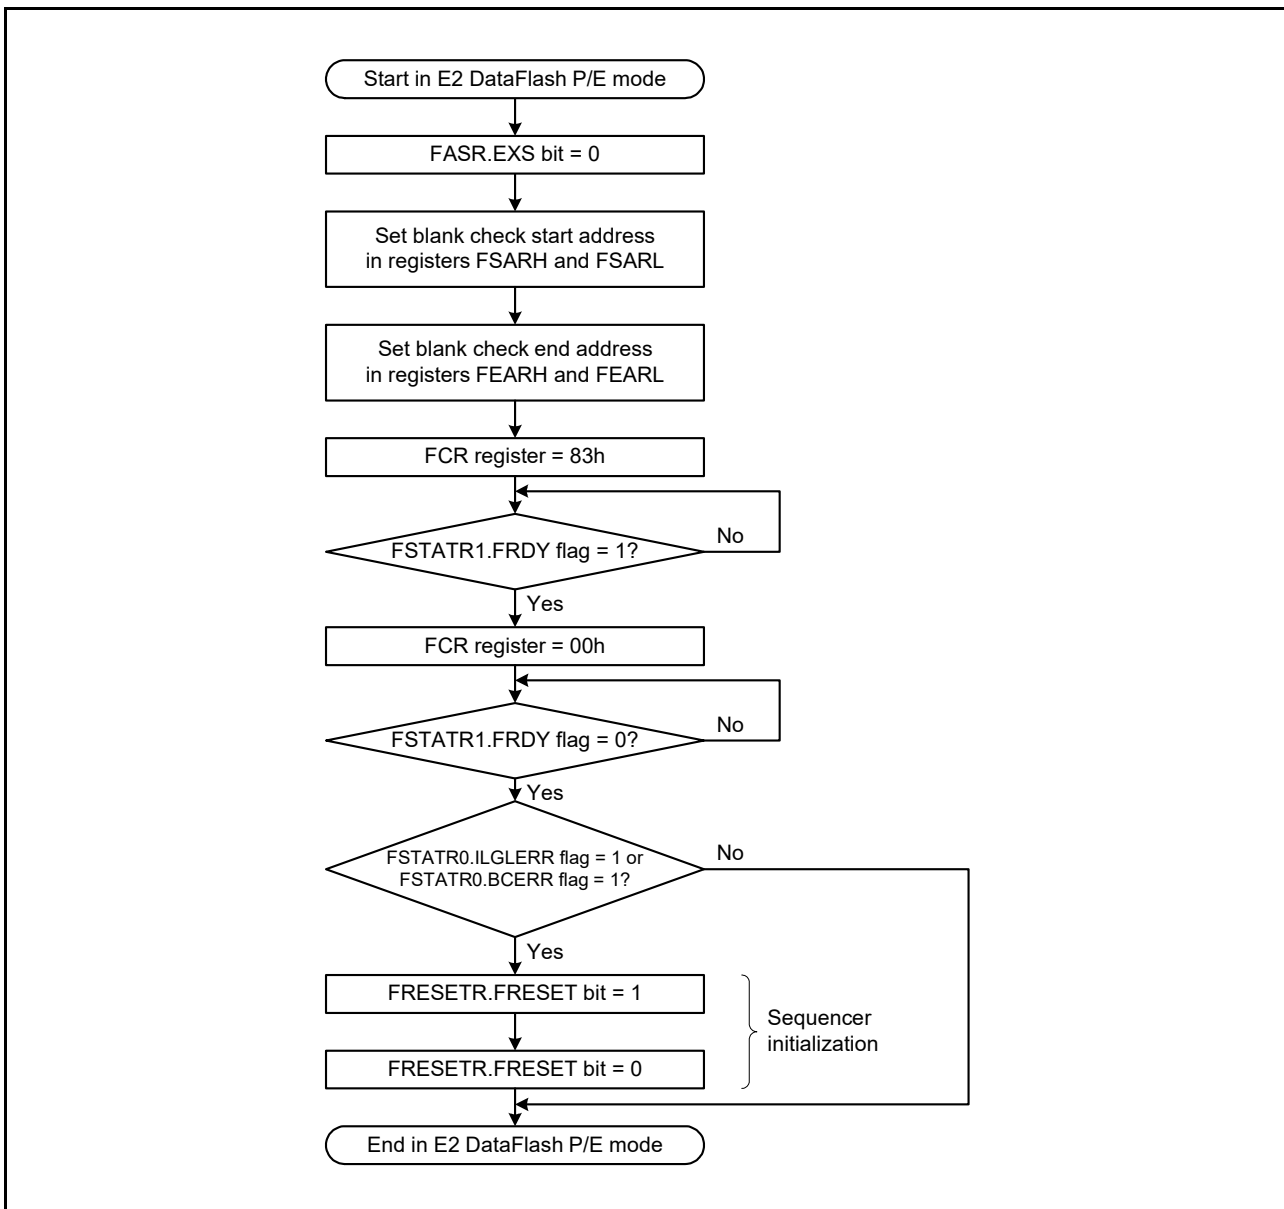 Start in E2 DataFlash P/E mode
FASR.EXS bit = 0
Set blank check start address
in registers FSARH and FSARL
Set blank check end address
in registers FEARH and FEARL
FCR register = 83h
FSTATR1.FRDY flag = 1?
No
Yes
FCR register = 00h
FSTATR1.FRDY flag = 0?
No
Yes
FSTATR0.ILGLERR flag = 1 or
FSTATR0.BCERR flag = 1?
No
Yes
FRESETR.FRESET bit = 1
Sequencer
initialization
FRESETR.FRESET bit = 0
End in E2 DataFlash P/E mode